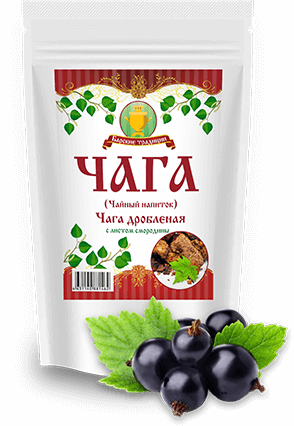 Барские традиции
ЧАГА
(Чайный напиток)
Чага дробленая
с листом смородины